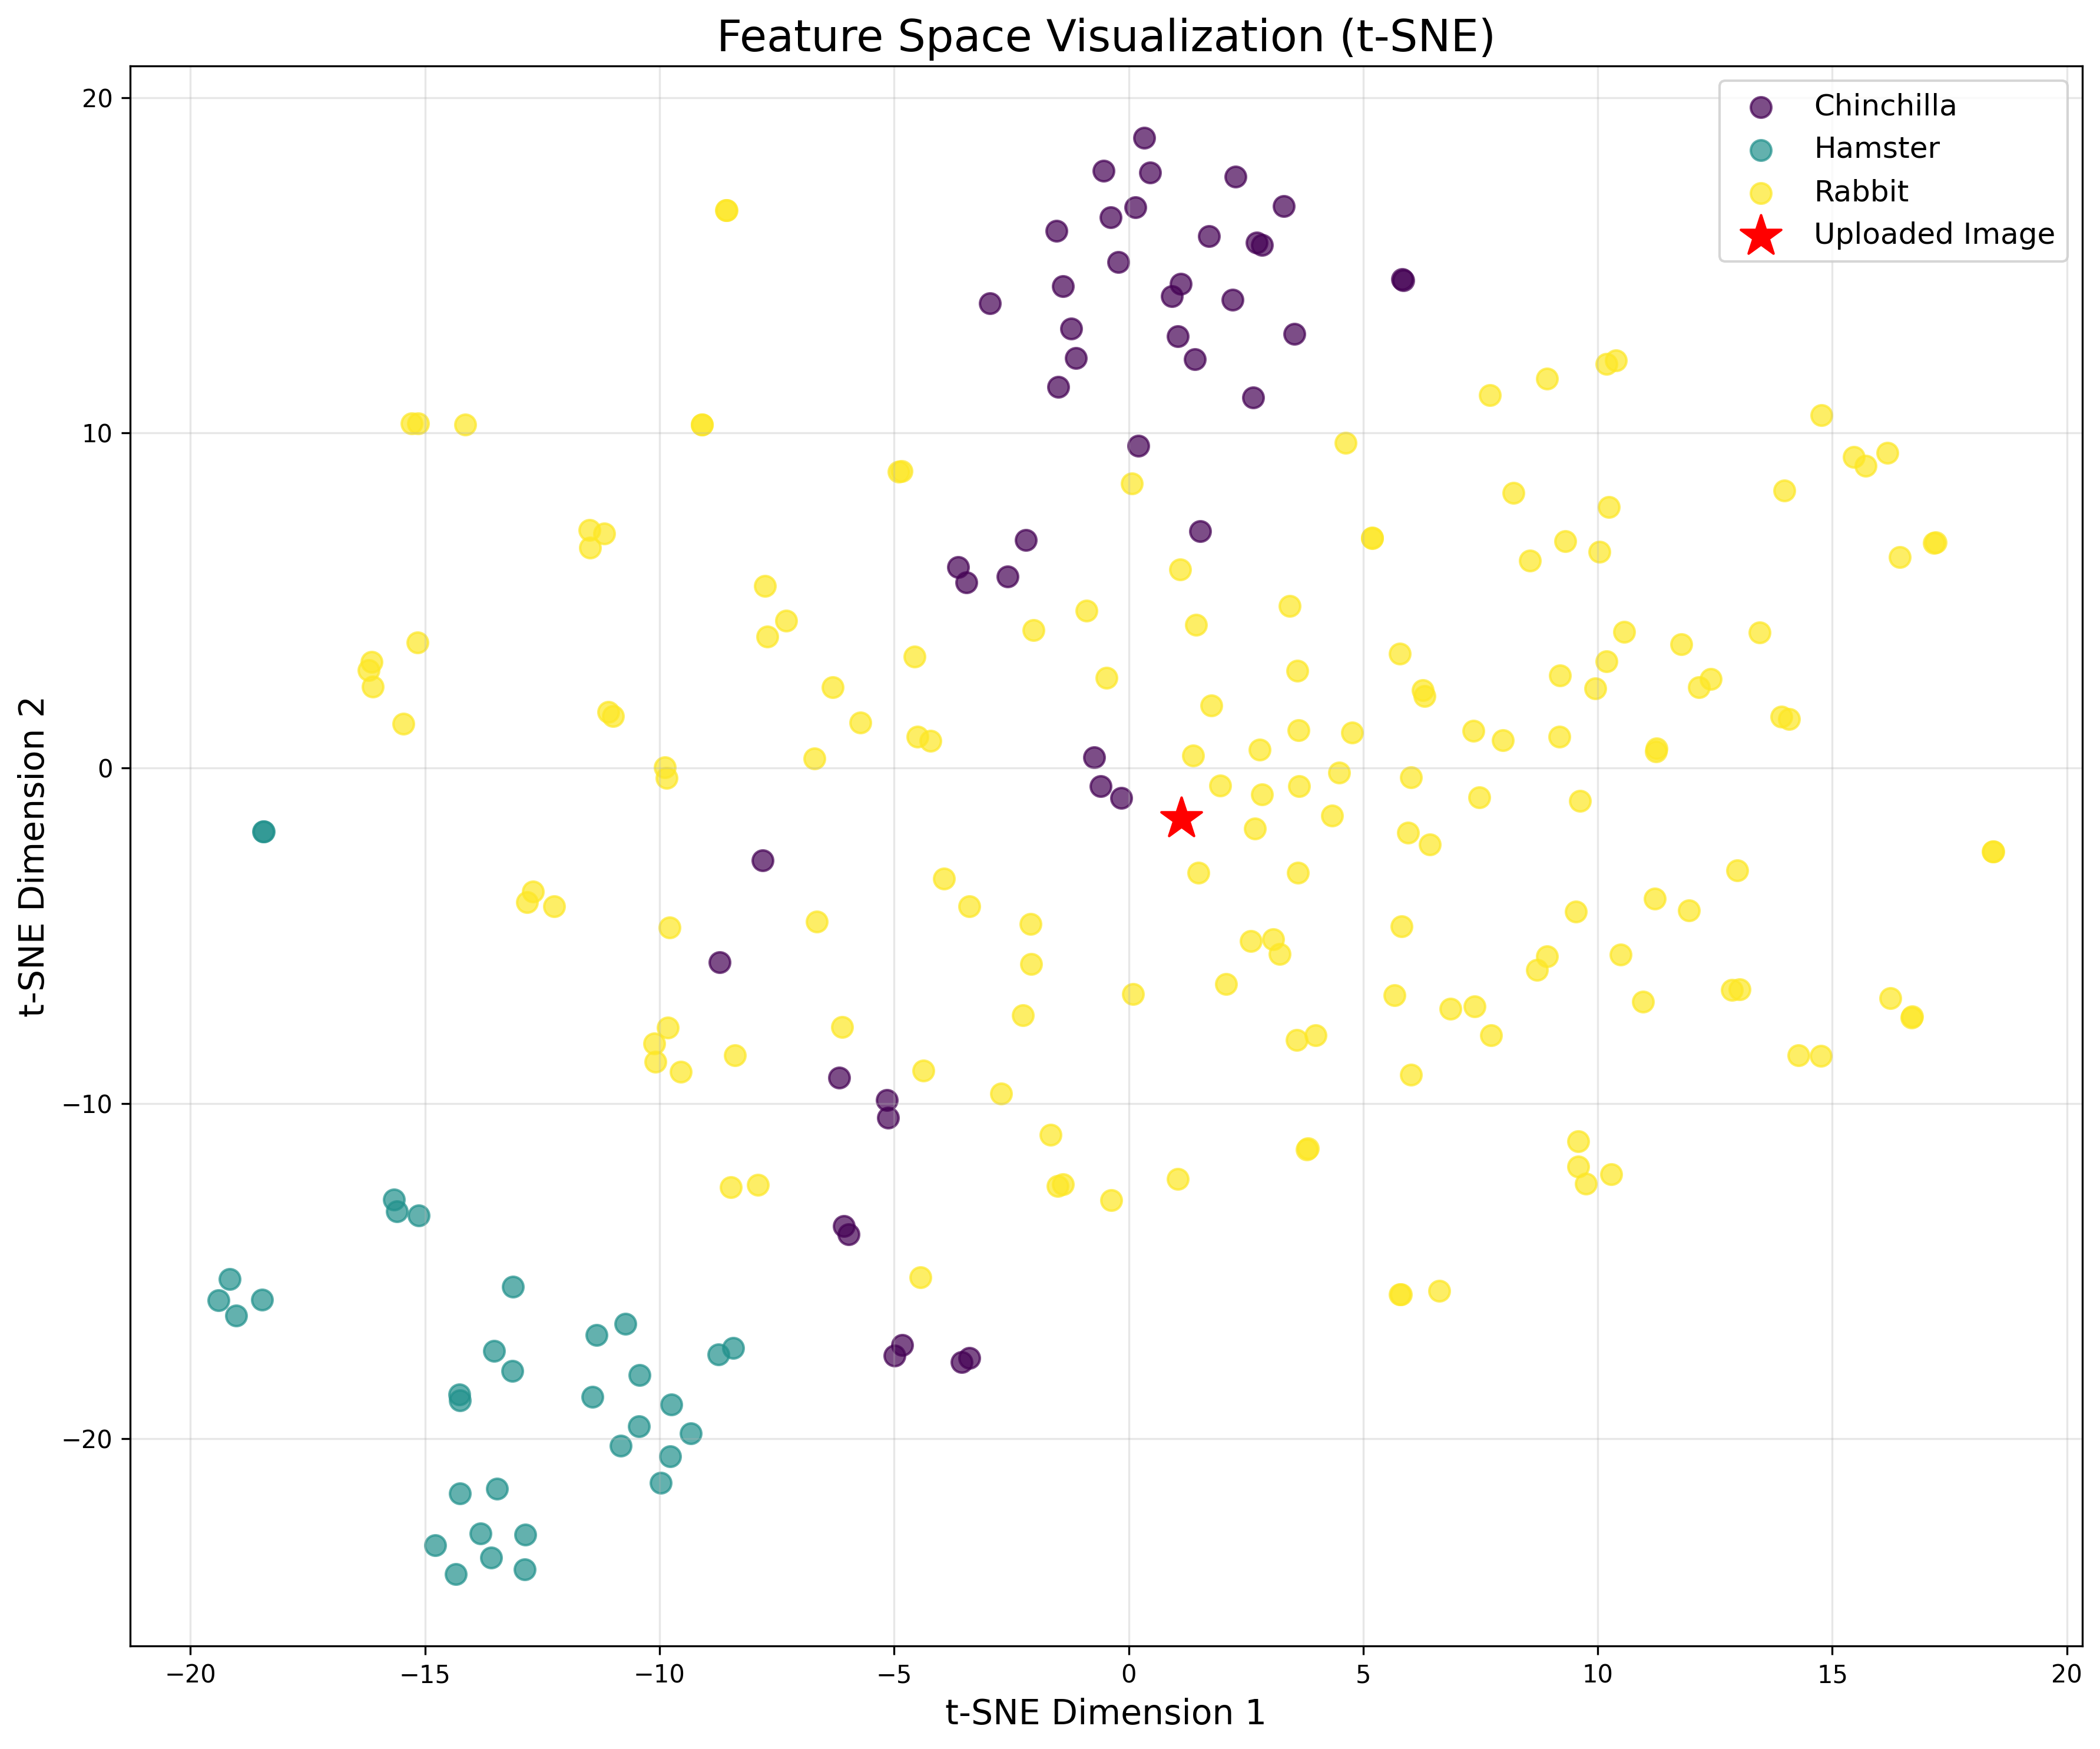 Feature Space Visualization (t-SNE)
Chinchilla
Hamster
Rabbit
Uploaded Image
20
10
0
−10
−20
t-SNE Dimension 2
−20
−15
−10
−5
0
5
10
15
20
t-SNE Dimension 1